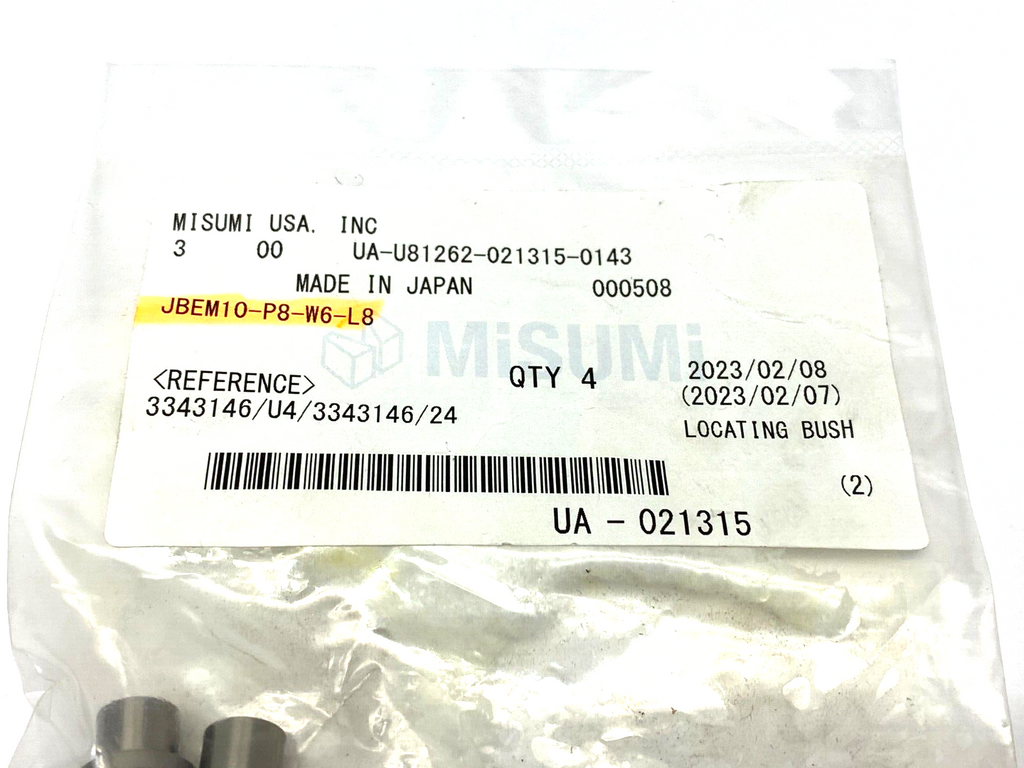 MISUMI USA, INC
3 00 UA-U81262-021315-0143
MADE IN JAPAN 000508
JBEM10-P8-W6-L8
MiSUMi
<REFERENCE> QTY 4 2023/02/08
3343146/U4/3343146/24 (2023/02/07)
LOCATING BUSH
(2)
UA - 021315